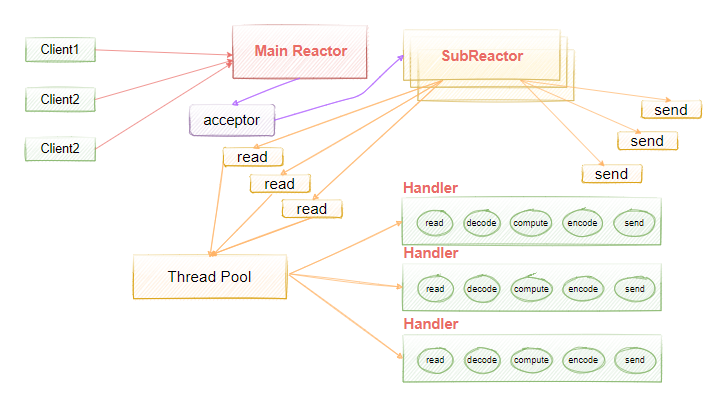 Client1
Main Reactor
SubReactor
Client2
acceptor
send
send
Client2
read
send
read
Handler
read
read decode compute encode send
Handler
Thread Pool
read decode compute encode send
Handler
read decode compute encode send